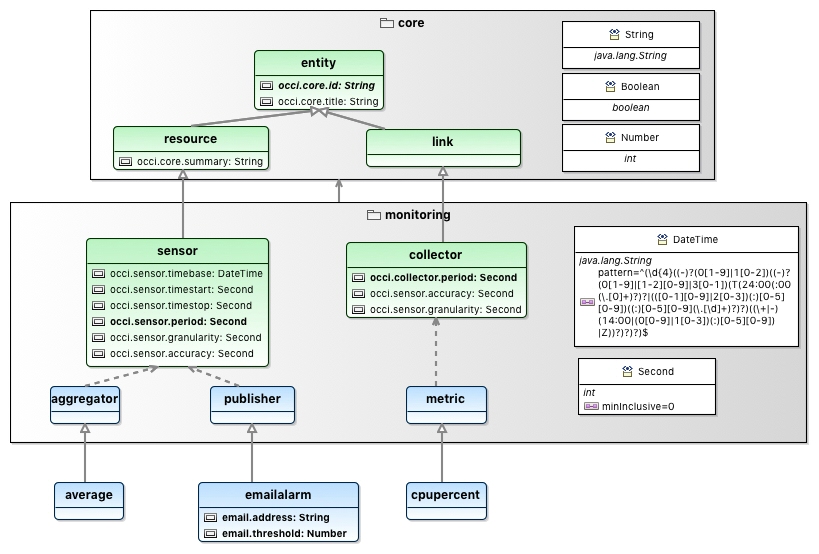 core
entity
occi.core.id: String
occi.core.title: String
resource
occi.core.summary: String
link
String
java.lang.String
Boolean
boolean
Number
int
monitoring
sensor
occi.sensor.timebase: DateTime
occi.sensor.timestart: Second
occi.sensor.timestop: Second
occi.sensor.period: Second
occi.sensor.granularity: Second
occi.sensor.accuracy: Second
collector
occi.collector.period: Second
occi.sensor.accuracy: Second
occi.sensor.granularity: Second
DateTime
java.lang.String
pattern=^(\d{4}((-)?(0[1-9]|1[0-2])((-)?
(0[1-9]|[1-2][0-9]|3[0-1])(T(24:00(:00
(\.[0]+)?)?|(([0-1][0-9]|2[0-3])(:)[0-5]
[0-9])((:)[0-5][0-9](\.[\d]+)?)?)((\+|-)
(14:00|(0[0-9]|1[0-3])(:)[0-5][0-9])
|Z))?)?)?)$
Second
int
minInclusive=0
aggregator
publisher
metric
average
emailalarm
email.address: String
email.threshold: Number
cpupercent